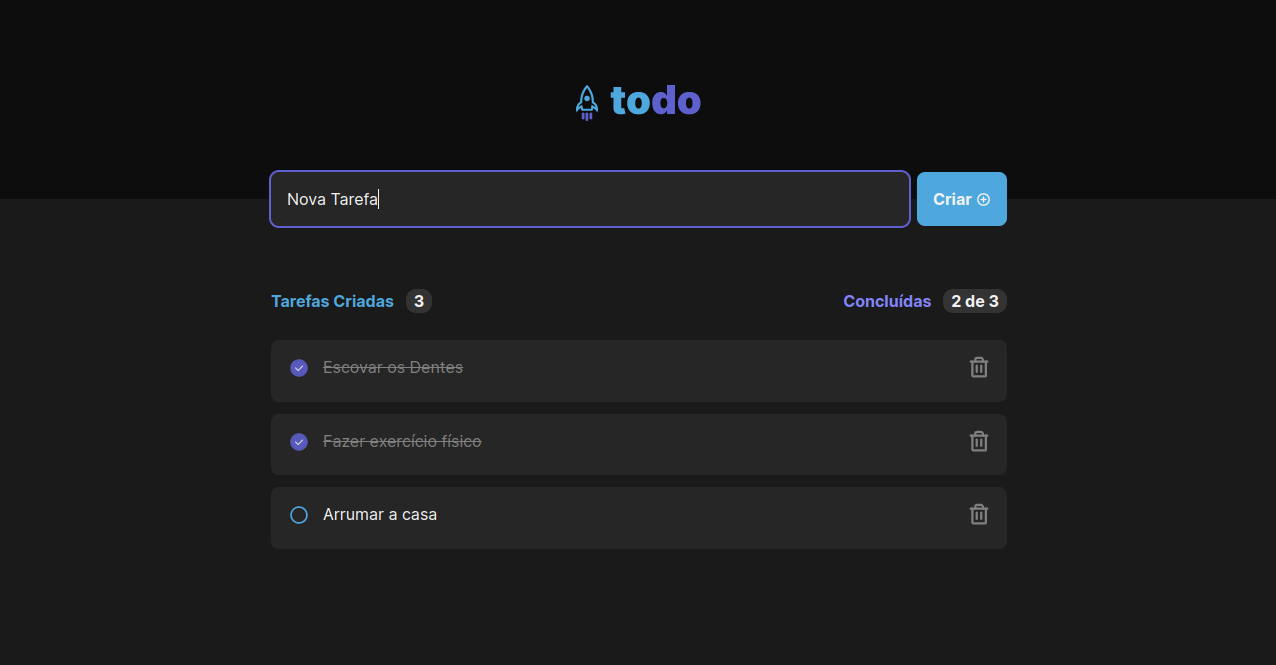 todo
Nova Tarefa
Criar
Tarefas Criadas 3
Concluídas 2 de 3
Escovar os Dentes
Fazer exercício físico
Arrumar a casa